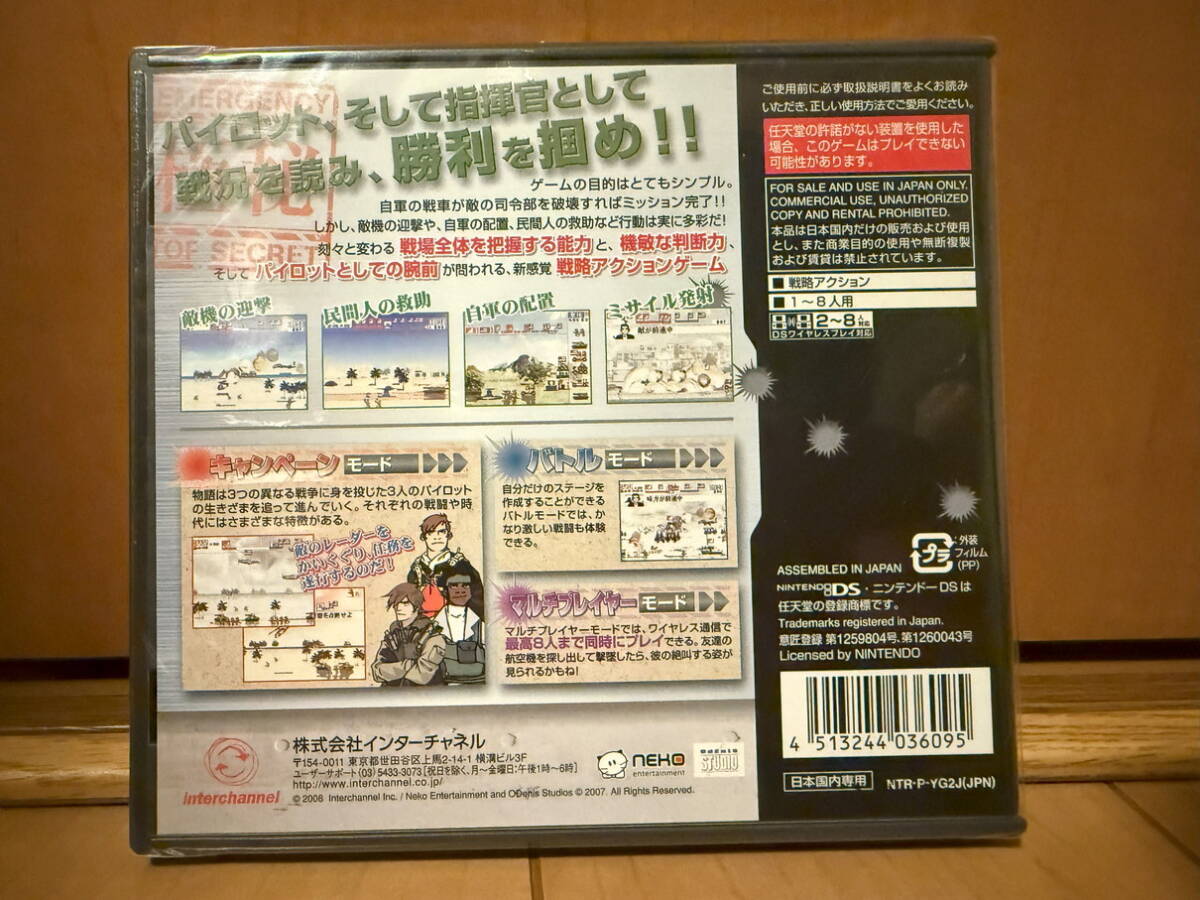 EMERGENCY
TOP SECRET
パイロット、そして指揮官として
戦況を読み、勝利を掴め!!
ゲームの目的はとてもシンプル。
自軍の戦車が敵の司令部を破壊すればミッション完了!!
しかし、敵機の迎撃や、自軍の配置、民間人の救助など行動は実に多彩だ!
刻々と変わる 戦場全体を把握する能力 と、機敏な判断力、
そして パイロットとしての腕前 が問われる、新感覚 戦略アクションゲーム
敵機の迎撃
民間人の救助
自軍の配置
ミサイル発射
敵が前進中
キャンペーン モード
物語は3つの異なる戦争に身を投じた3人のパイロット
の生きざまを追って進んでいく。それぞれの戦闘や時
代にはさまざまな特徴がある。
敵のレーダーを
かいくぐり、任務を
遂行するのだ!
バトル モード
自分だけのステージを
作成することができる
バトルモードでは、か
なり激しい戦闘も体験
できる。
味方が前進中
マルチプレイヤー モード
マルチプレイヤーモードでは、ワイヤレス通信で
最高8人まで同時にプレイできる。友達の
航空機を探し出して撃墜したら、彼の絶叫する姿が
見られるかもね!
interchannel
株式会社インターチャネル
〒154-0011 東京都世田谷区上馬2-14-1 横溝ビル3F
ユーザーサポート (03) 5433-3073 [祝日を除く、月〜金曜日:午後1時〜6時]
http://www.interchannel.co.jp/
© 2008 Interchannel Inc. / Neko Entertainment and ODenis Studios © 2007. All Rights Reserved.
NEKO
entertainment
ODENIS
STUDIO
ご使用前に必ず取扱説明書をよくお読み
いただき、正しい使用方法でご愛用ください。
任天堂の許諾がない装置を使用した
場合、このゲームはプレイできない
可能性があります。
FOR SALE AND USE IN JAPAN ONLY.
COMMERCIAL USE, UNAUTHORIZED
COPY AND RENTAL PROHIBITED.
本品は日本国内だけの販売および使用
とし、また商業目的の使用や無断複製
および賃貸は禁止されています。
■ 戦略アクション
■ 1〜8人用
2〜8人対応
DSワイヤレスプレイ対応
プラ
外装
フィルム
(PP)
ASSEMBLED IN JAPAN
NINTENDO DS・ニンテンドーDSは
任天堂の登録商標です。
Trademarks registered in Japan.
意匠登録 第1259804号、第1260043号
Licensed by NINTENDO
4 513244 036095
日本国内専用
NTR-P-YG2J(JPN)